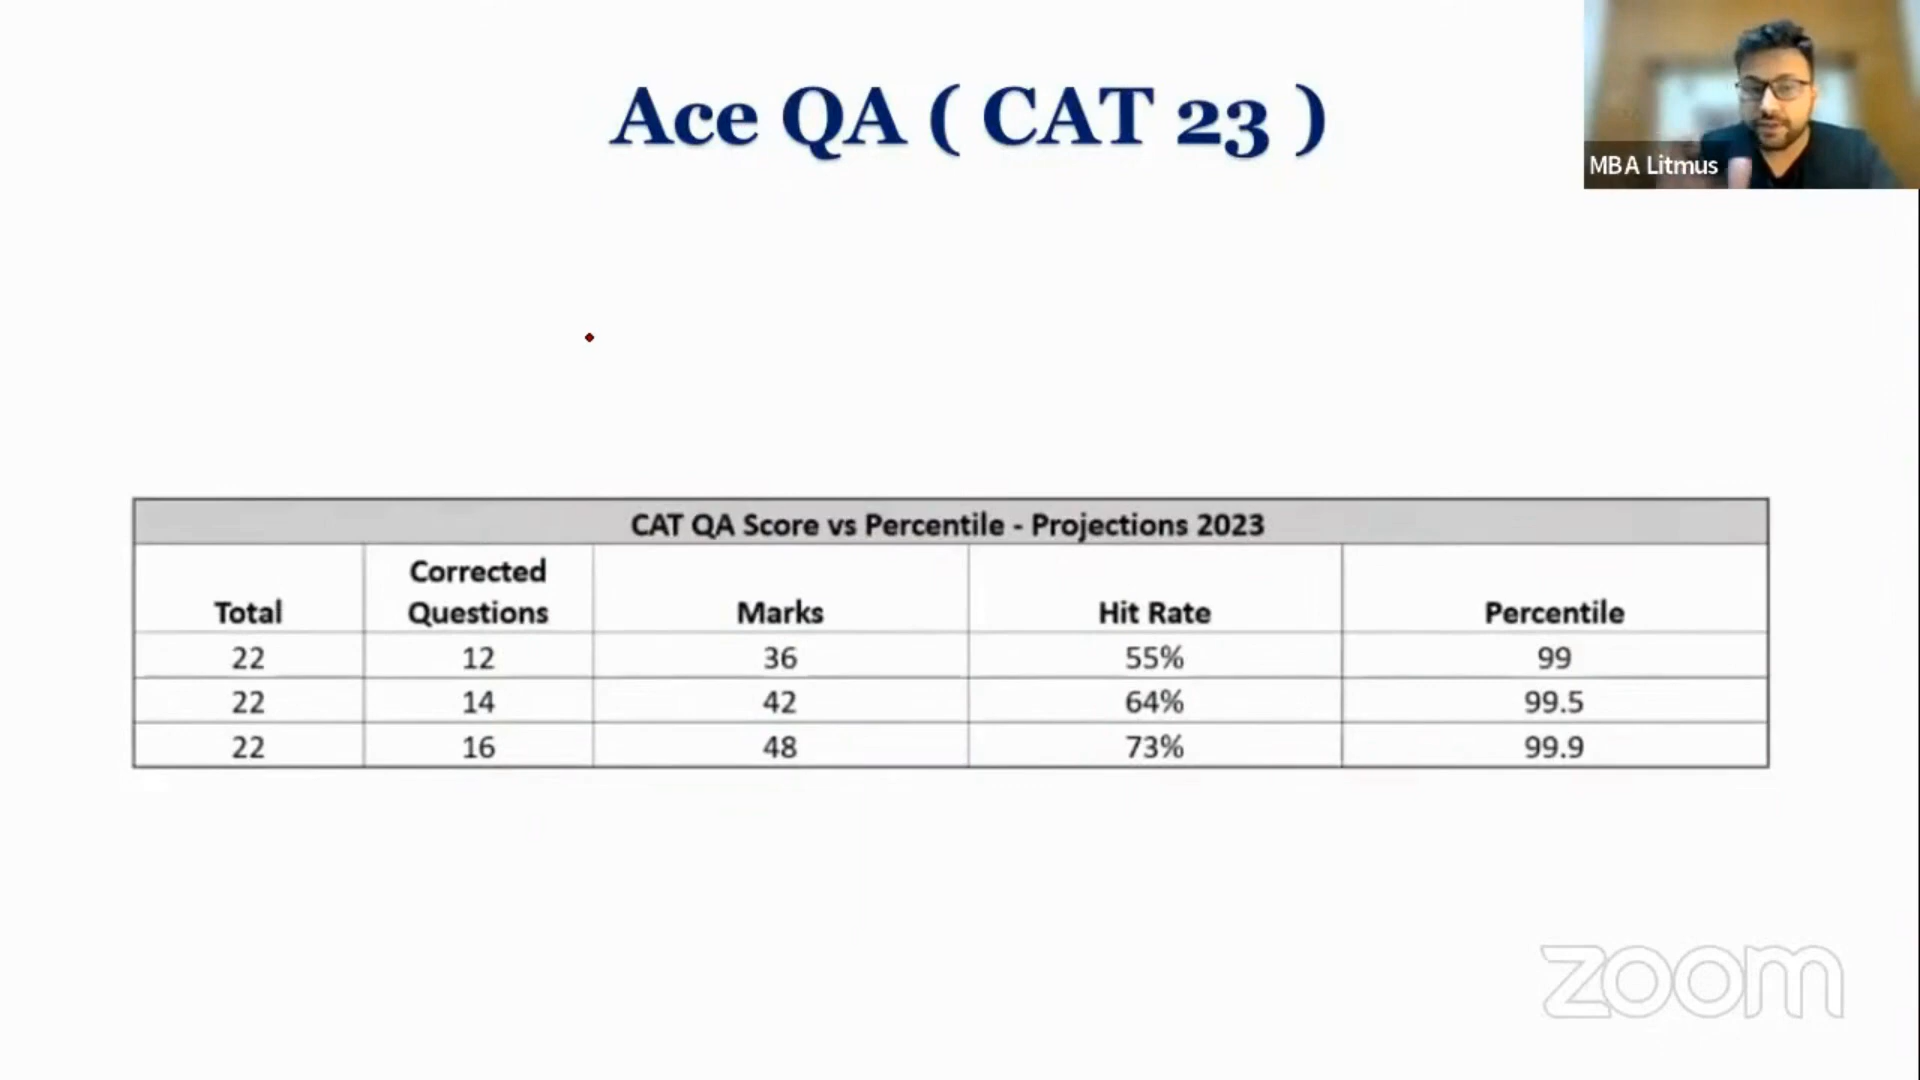 Ace QA ( CAT 23 )
MBA Litmus
CAT QA Score vs Percentile - Projections 2023
Total Corrected Questions Marks Hit Rate Percentile
22 12 36 55% 99
22 14 42 64% 99.5
22 16 48 73% 99.9
zoom